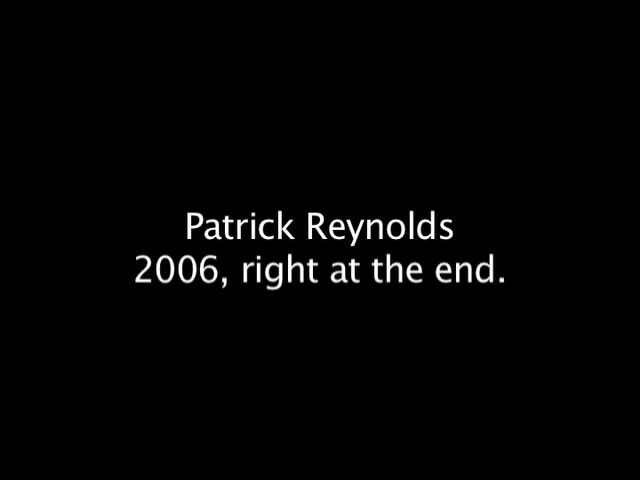 Patrick Reynolds
2006, right at the end.